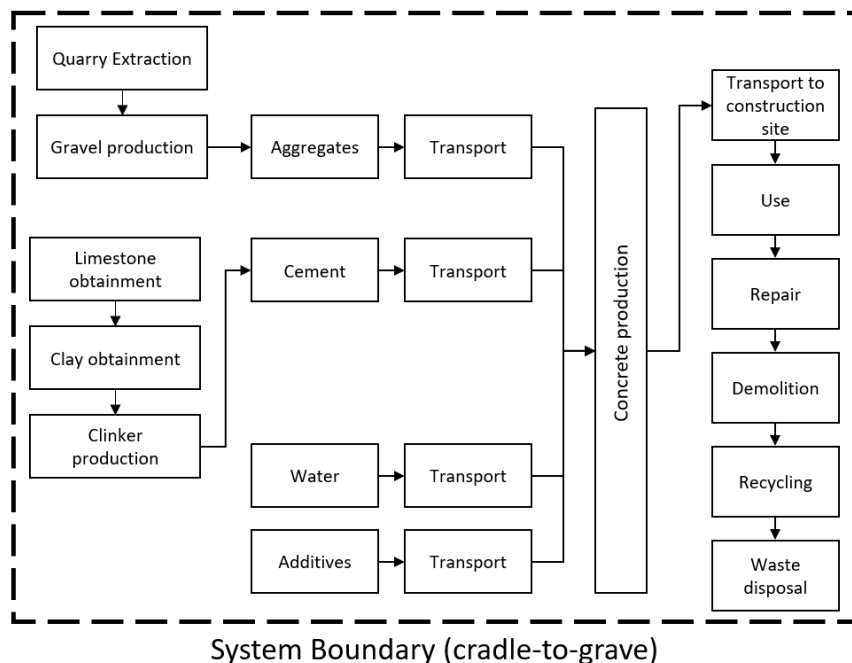 Quarry Extraction
Gravel production
Aggregates
Transport
Limestone
obtainment
Clay obtainment
Clinker
production
Cement
Transport
Water
Transport
Additives
Transport
Concrete production
Transport to
construction
site
Use
Repair
Demolition
Recycling
Waste
disposal
System Boundary (cradle-to-grave)